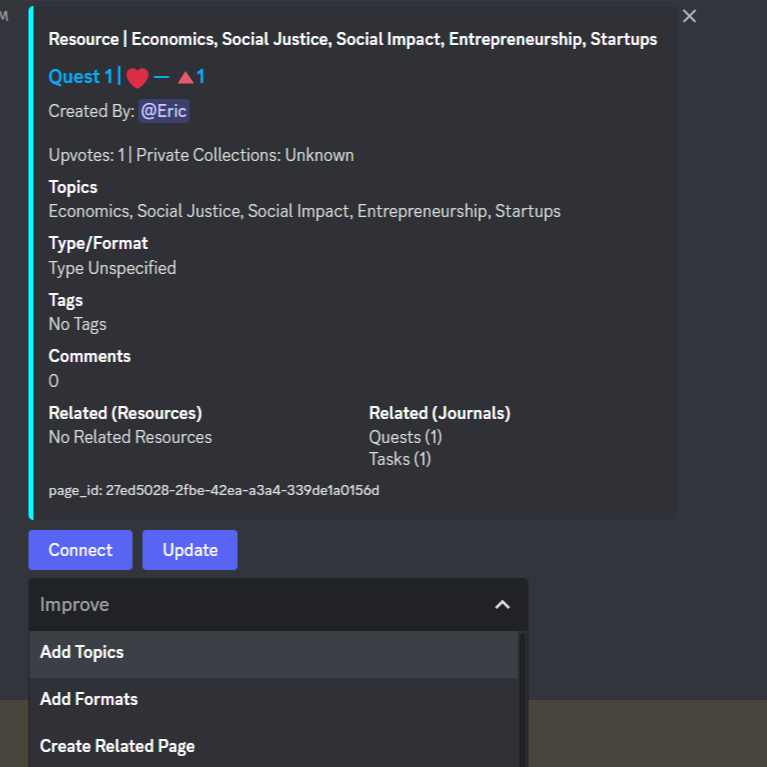 M
Resource | Economics, Social Justice, Social Impact, Entrepreneurship, Startups
Quest 1 | ❤️ — 🔺1
Created By: @Eric
Upvotes: 1 | Private Collections: Unknown
Topics
Economics, Social Justice, Social Impact, Entrepreneurship, Startups
Type/Format
Type Unspecified
Tags
No Tags
Comments
0
Related (Resources)
No Related Resources
Related (Journals)
Quests (1)
Tasks (1)
page_id: 27ed5028-2fbe-42ea-a3a4-339de1a0156d
Connect
Update
Improve
Add Topics
Add Formats
Create Related Page